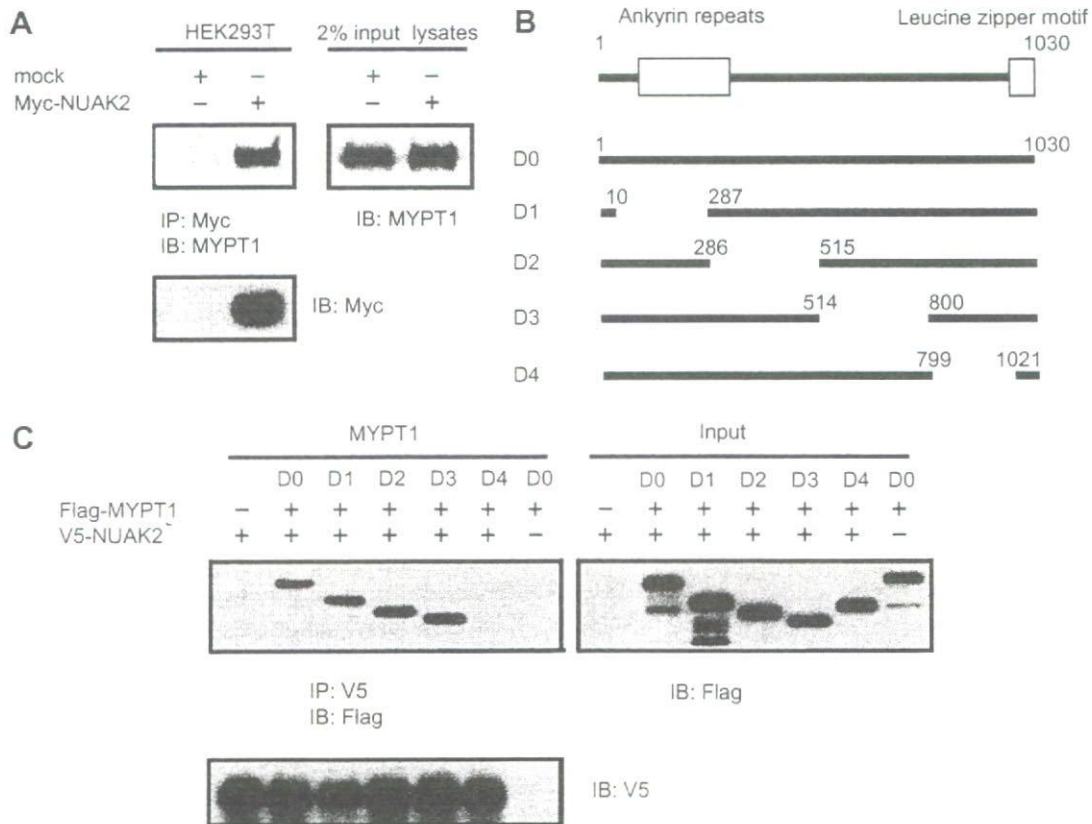 A
HEK293T 2% input lysates
mock + − + −
Myc-NUAK2 − + − +
IP: Myc
IB: MYPT1
IB: MYPT1
IB: Myc
B
Ankyrin repeats Leucine zipper motif
1 1030
D0 1 1030
D1 10 287
D2 286 515
D3 514 800
D4 799 1021
C
MYPT1 Input
D0 D1 D2 D3 D4 D0 D0 D1 D2 D3 D4 D0
Flag-MYPT1 − + + + + + + − + + + + + +
V5-NUAK2 + + + + + + − + + + + + + −
IP: V5
IB: Flag
IB: Flag
IB: V5